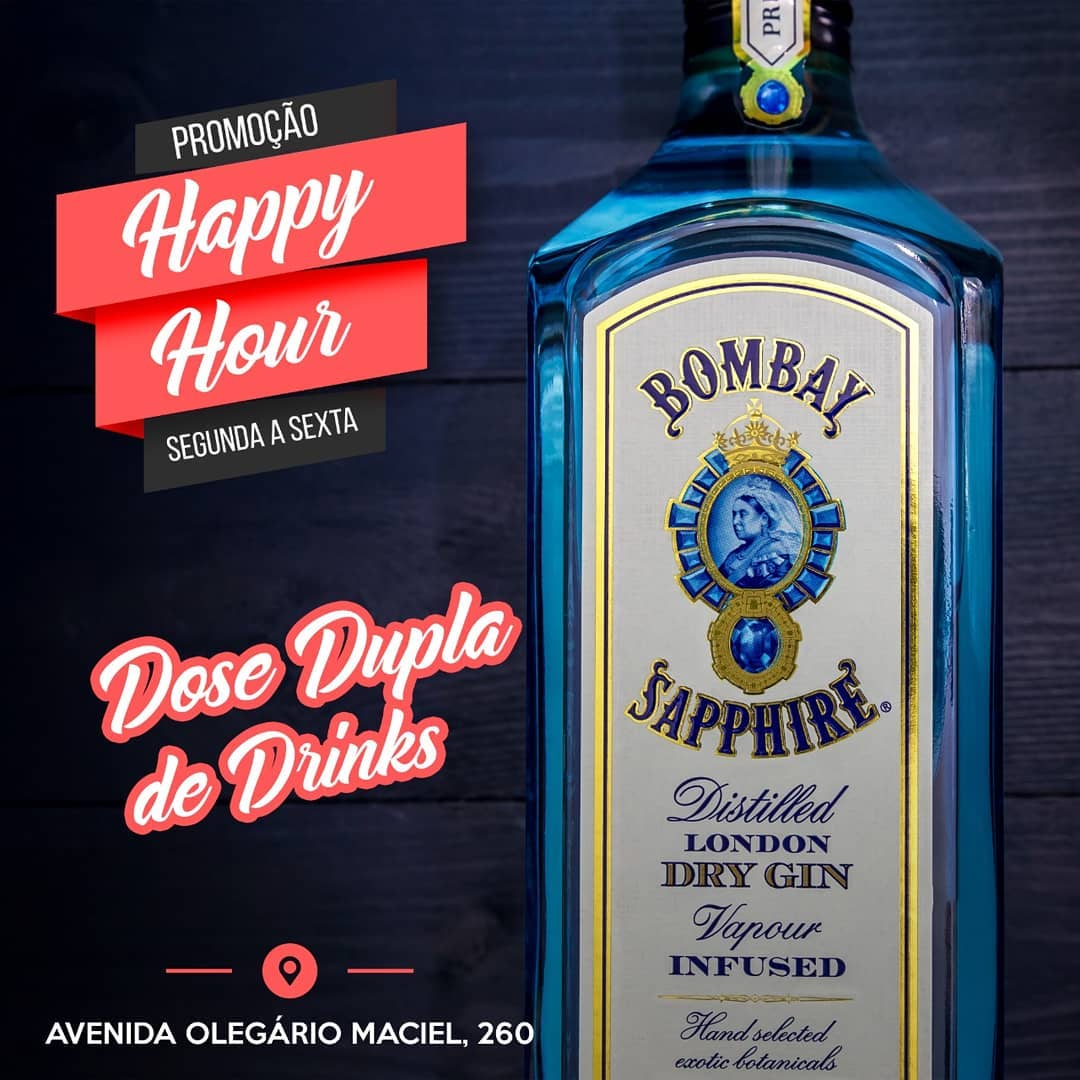 PROMOÇÃO
Happy
Hour
SEGUNDA A SEXTA
Dose Dupla
de Drinks
AVENIDA OLEGÁRIO MACIEL, 260
BOMBAY
SAPPHIRE®
Distilled
LONDON
DRY GIN
Vapour
INFUSED
Hand selected
exotic botanicals